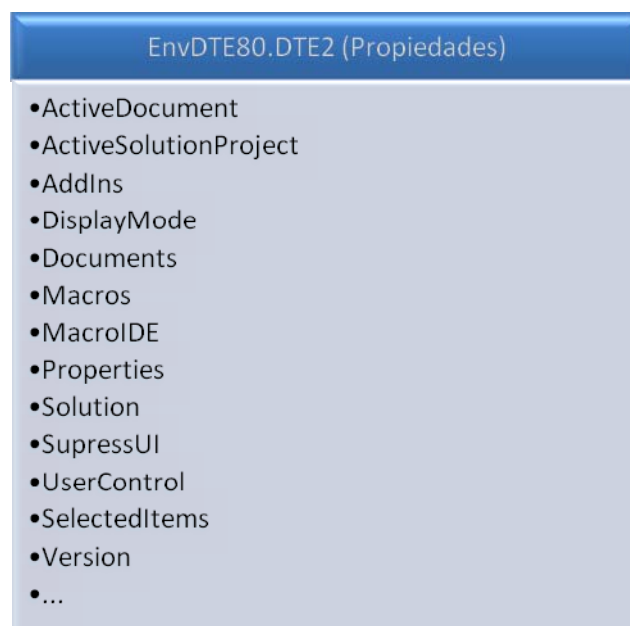 EnvDTE80.DTE2 (Propiedades)
•ActiveDocument
•ActiveSolutionProject
•AddIns
•DisplayMode
•Documents
•Macros
•MacroIDE
•Properties
•Solution
•SupressUI
•UserControl
•SelectedItems
•Version
•...